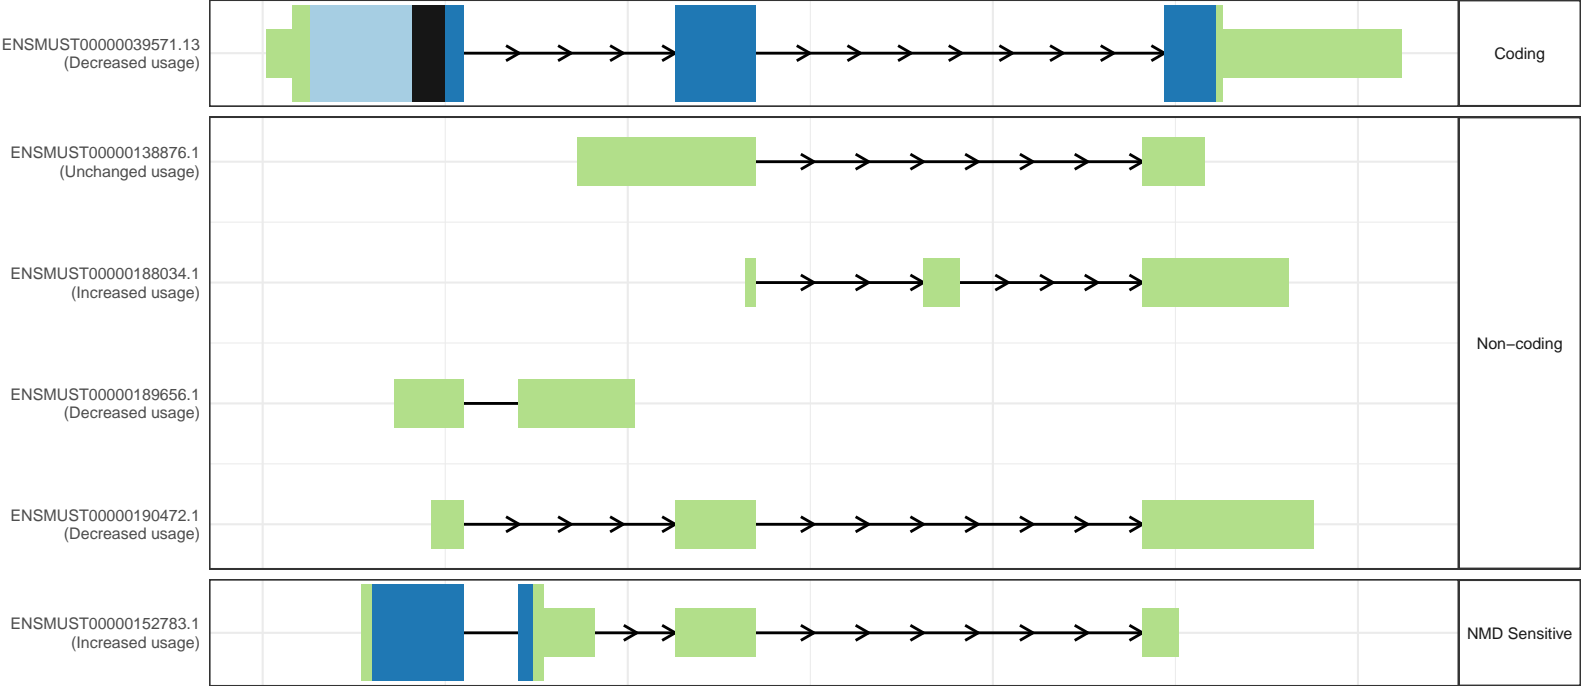 ENSMUST00000039571.13
(Decreased usage)
Coding
ENSMUST00000138876.1
(Unchanged usage)
ENSMUST00000188034.1
(Increased usage)
Non−coding
ENSMUST00000189656.1
(Decreased usage)
ENSMUST00000190472.1
(Decreased usage)
ENSMUST00000152783.1
(Increased usage)
NMD Sensitive